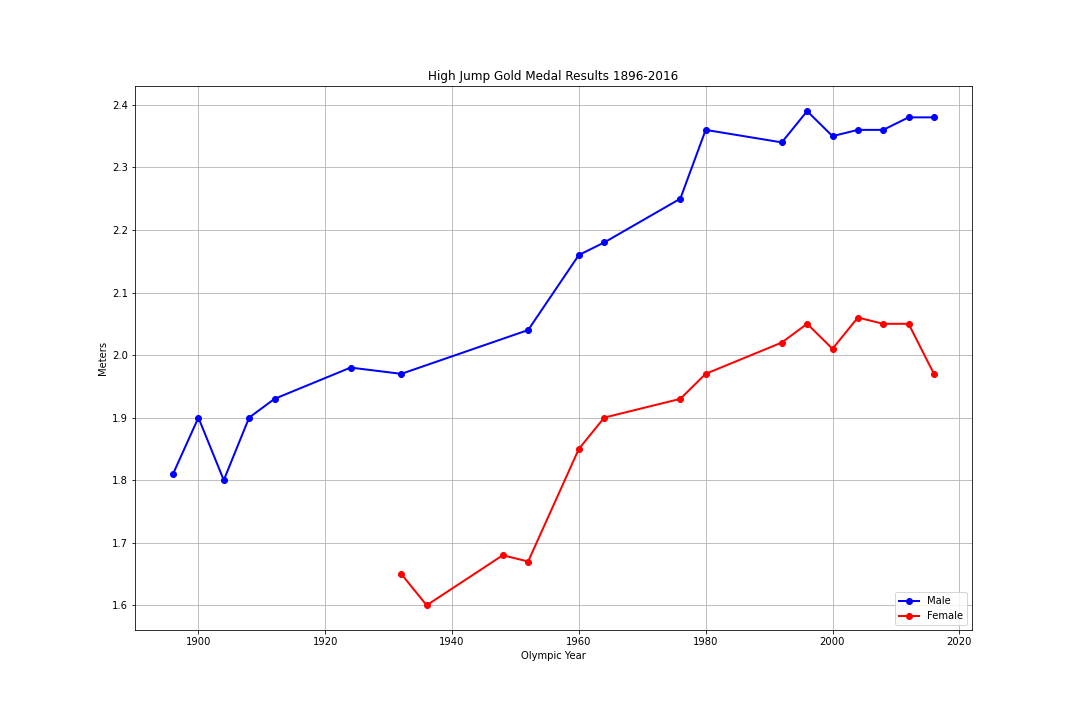 High Jump Gold Medal Results 1896-2016
2.4
2.3
2.2
2.1
2.0
1.9
1.8
1.7
1.6
Meters
Male
Female
1900 1920 1940 1960 1980 2000 2020
Olympic Year